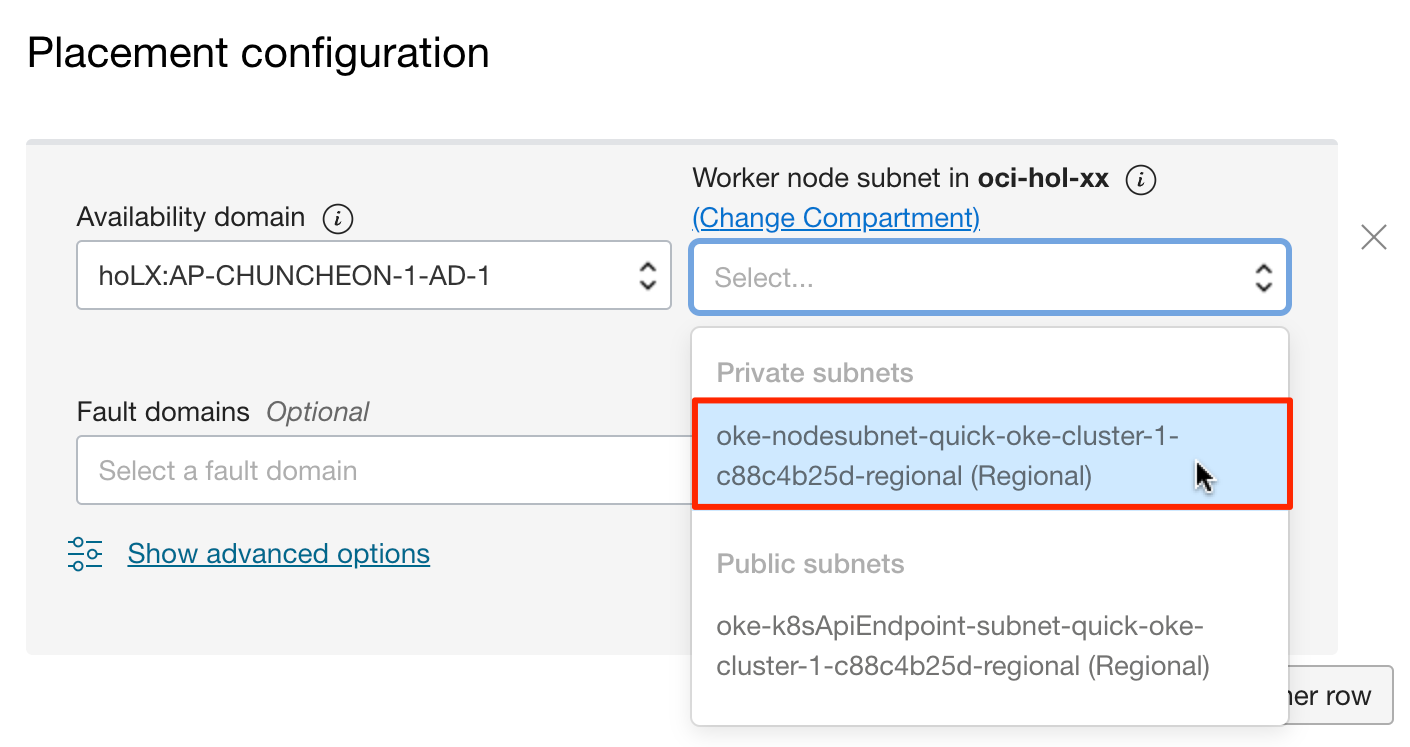 Placement configuration
Availability domain
hoLX:AP-CHUNCHEON-1-AD-1
Worker node subnet in oci-hol-xx
(Change Compartment)
Select...
Private subnets
oke-nodesubnet-quick-oke-cluster-1-
c88c4b25d-regional (Regional)
Public subnets
oke-k8sApiEndpoint-subnet-quick-oke-
cluster-1-c88c4b25d-regional (Regional)
Fault domains Optional
Select a fault domain
Show advanced options
row